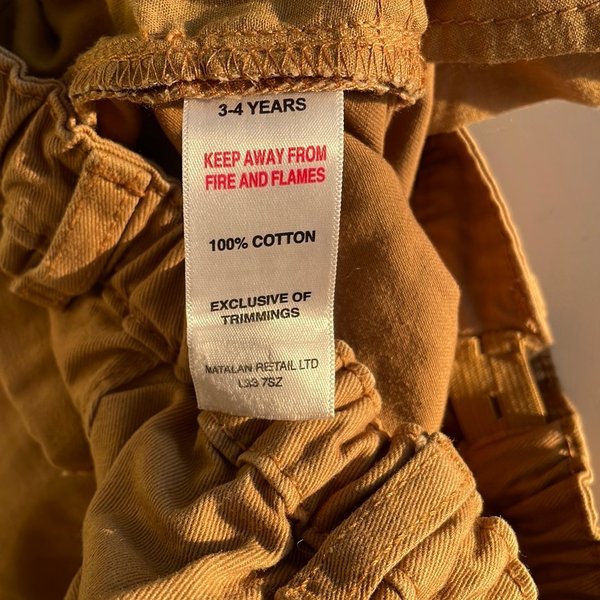 3-4 YEARS
KEEP AWAY FROM
FIRE AND FLAMES
100% COTTON
EXCLUSIVE OF
TRIMMINGS
MATALAN RETAIL LTD
L33 7SZ